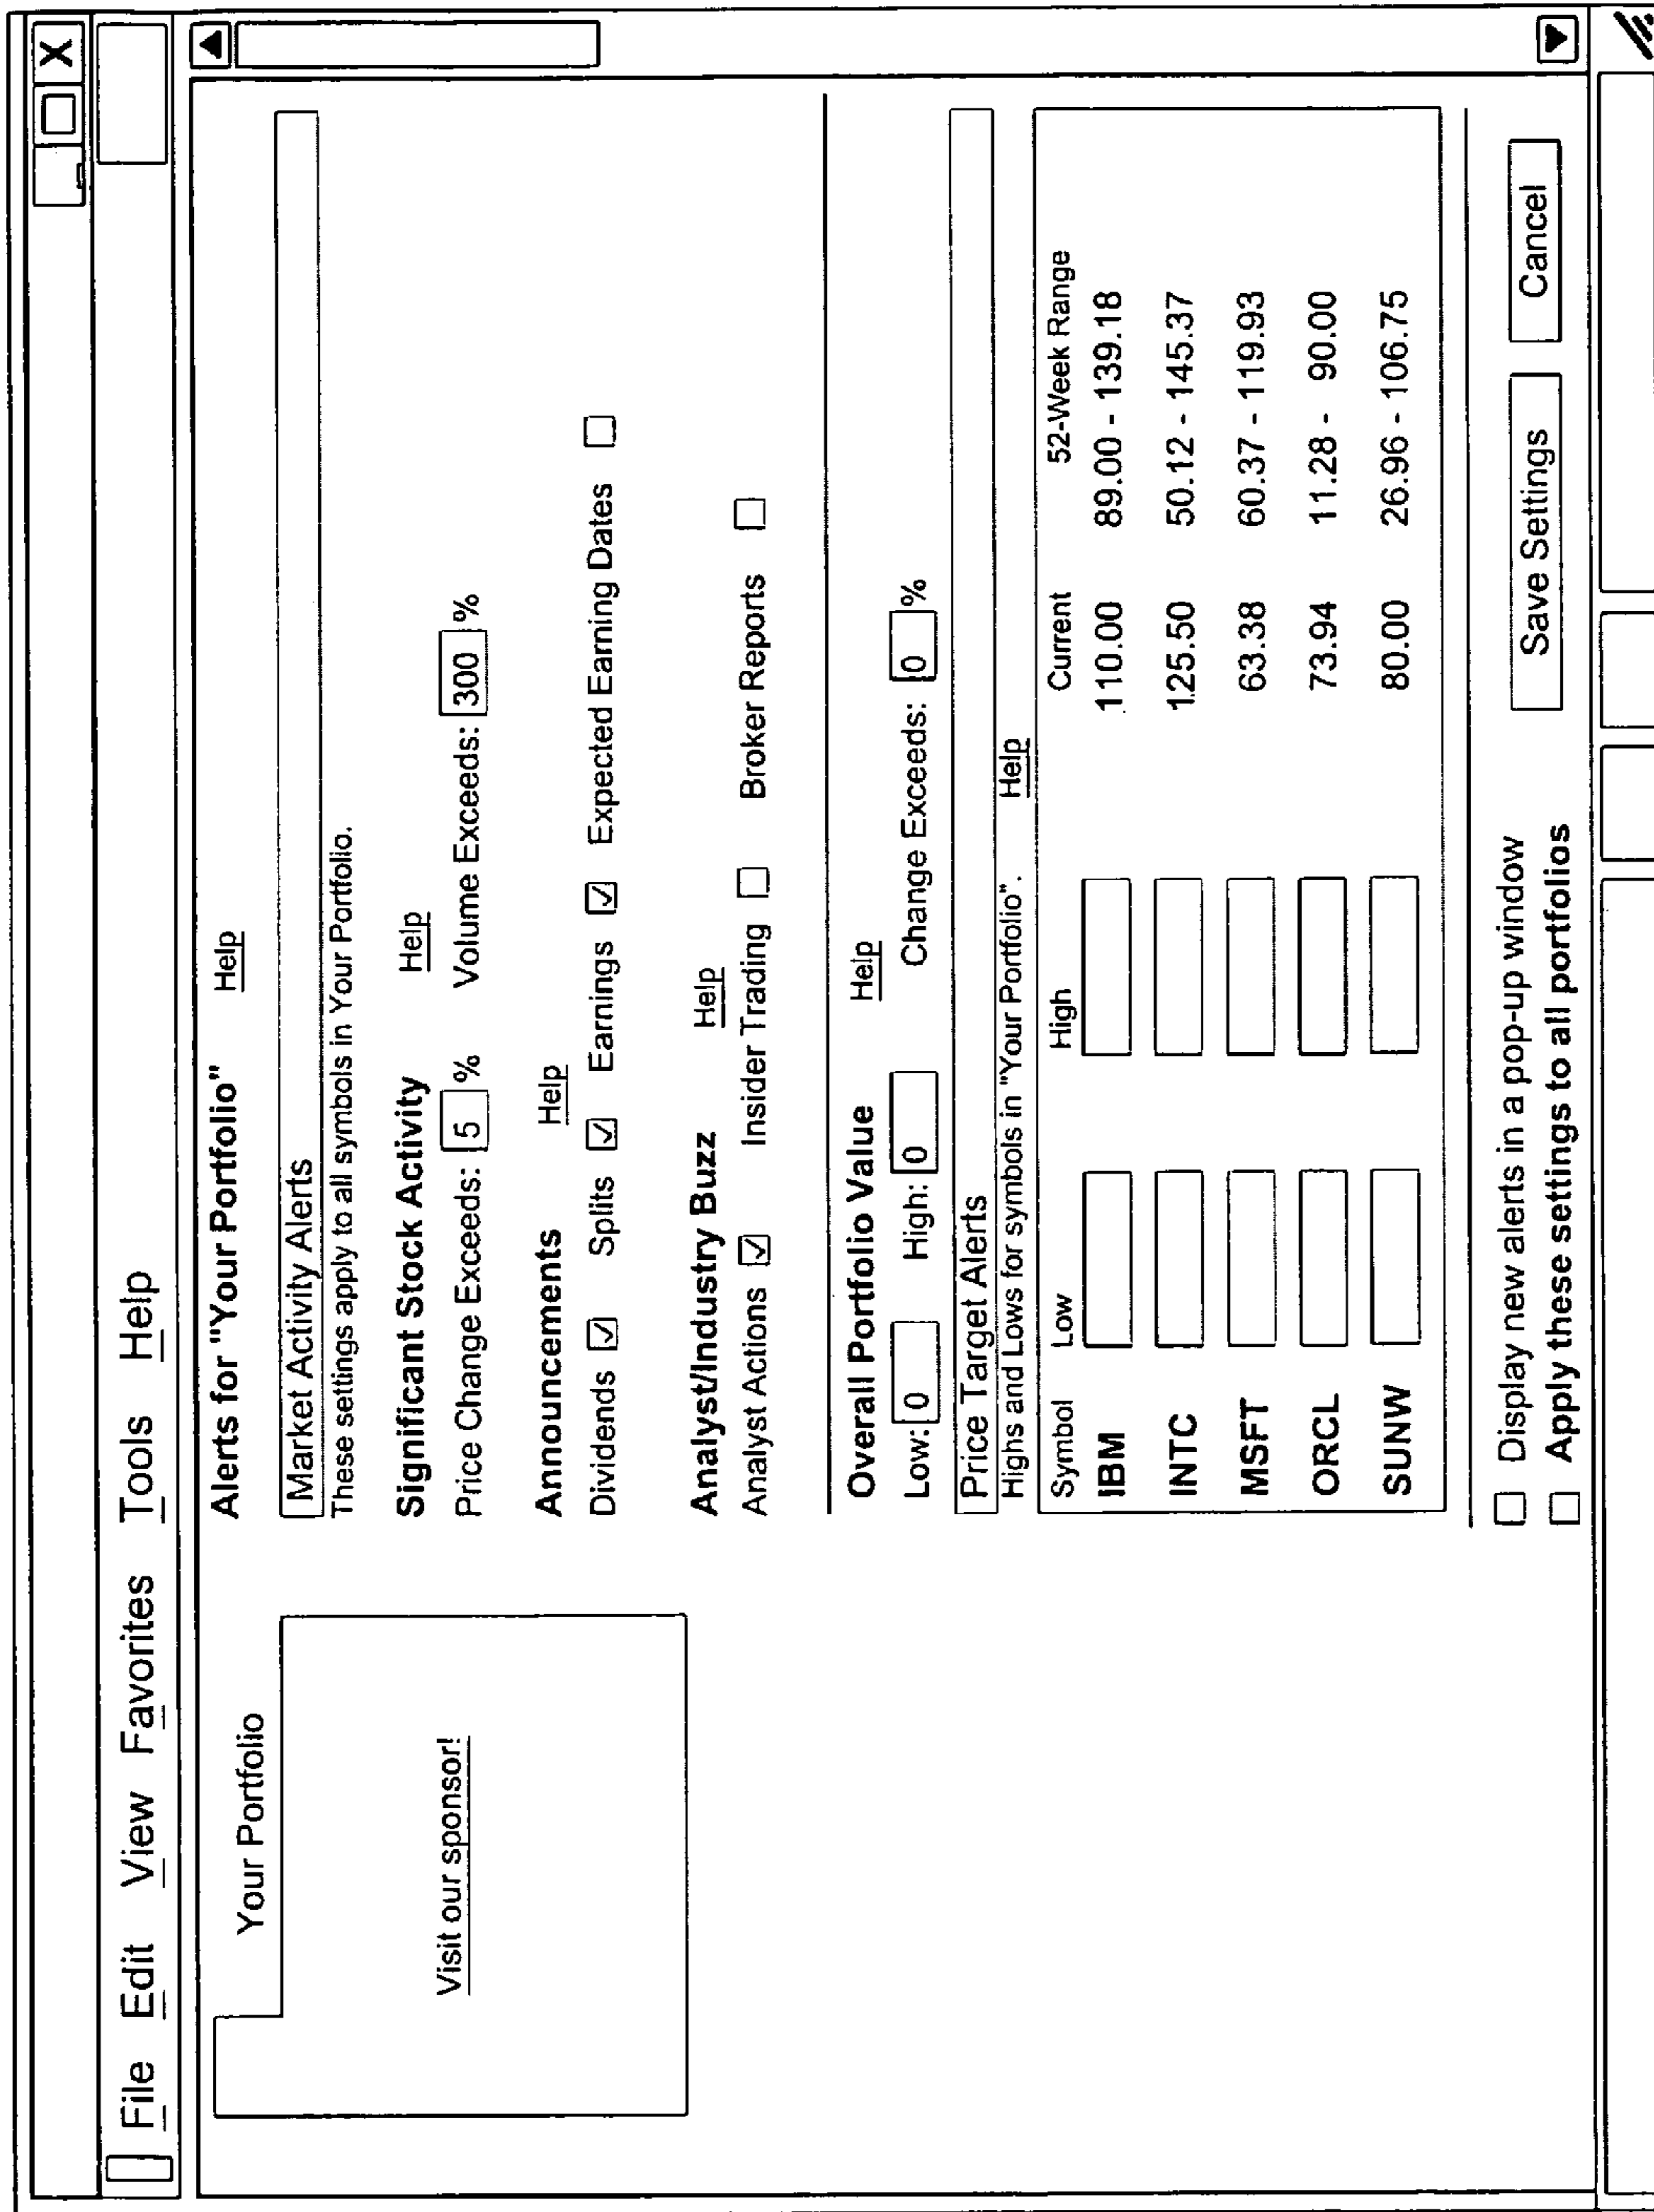 X
File Edit View Favorites Tools Help
Your Portfolio
Visit our sponsor!
Alerts for "Your Portfolio" Help
Market Activity Alerts
These settings apply to all symbols in Your Portfolio.
Significant Stock Activity Help
Price Change Exceeds: 5 % Volume Exceeds: 300 %
Announcements Help
Dividends Splits Earnings Expected Earning Dates
Analyst/Industry Buzz Help
Analyst Actions Insider Trading Broker Reports
Overall Portfolio Value Help
Low: 0 High: 0 Change Exceeds: 0 %
Price Target Alerts
Highs and Lows for symbols in "Your Portfolio". Help
Symbol Low High Current 52-Week Range
IBM 110.00 89.00 - 139.18
INTC 125.50 50.12 - 145.37
MSFT 63.38 60.37 - 119.93
ORCL 73.94 11.28 - 90.00
SUNW 80.00 26.96 - 106.75
Display new alerts in a pop-up window
Apply these settings to all portfolios
Save Settings Cancel